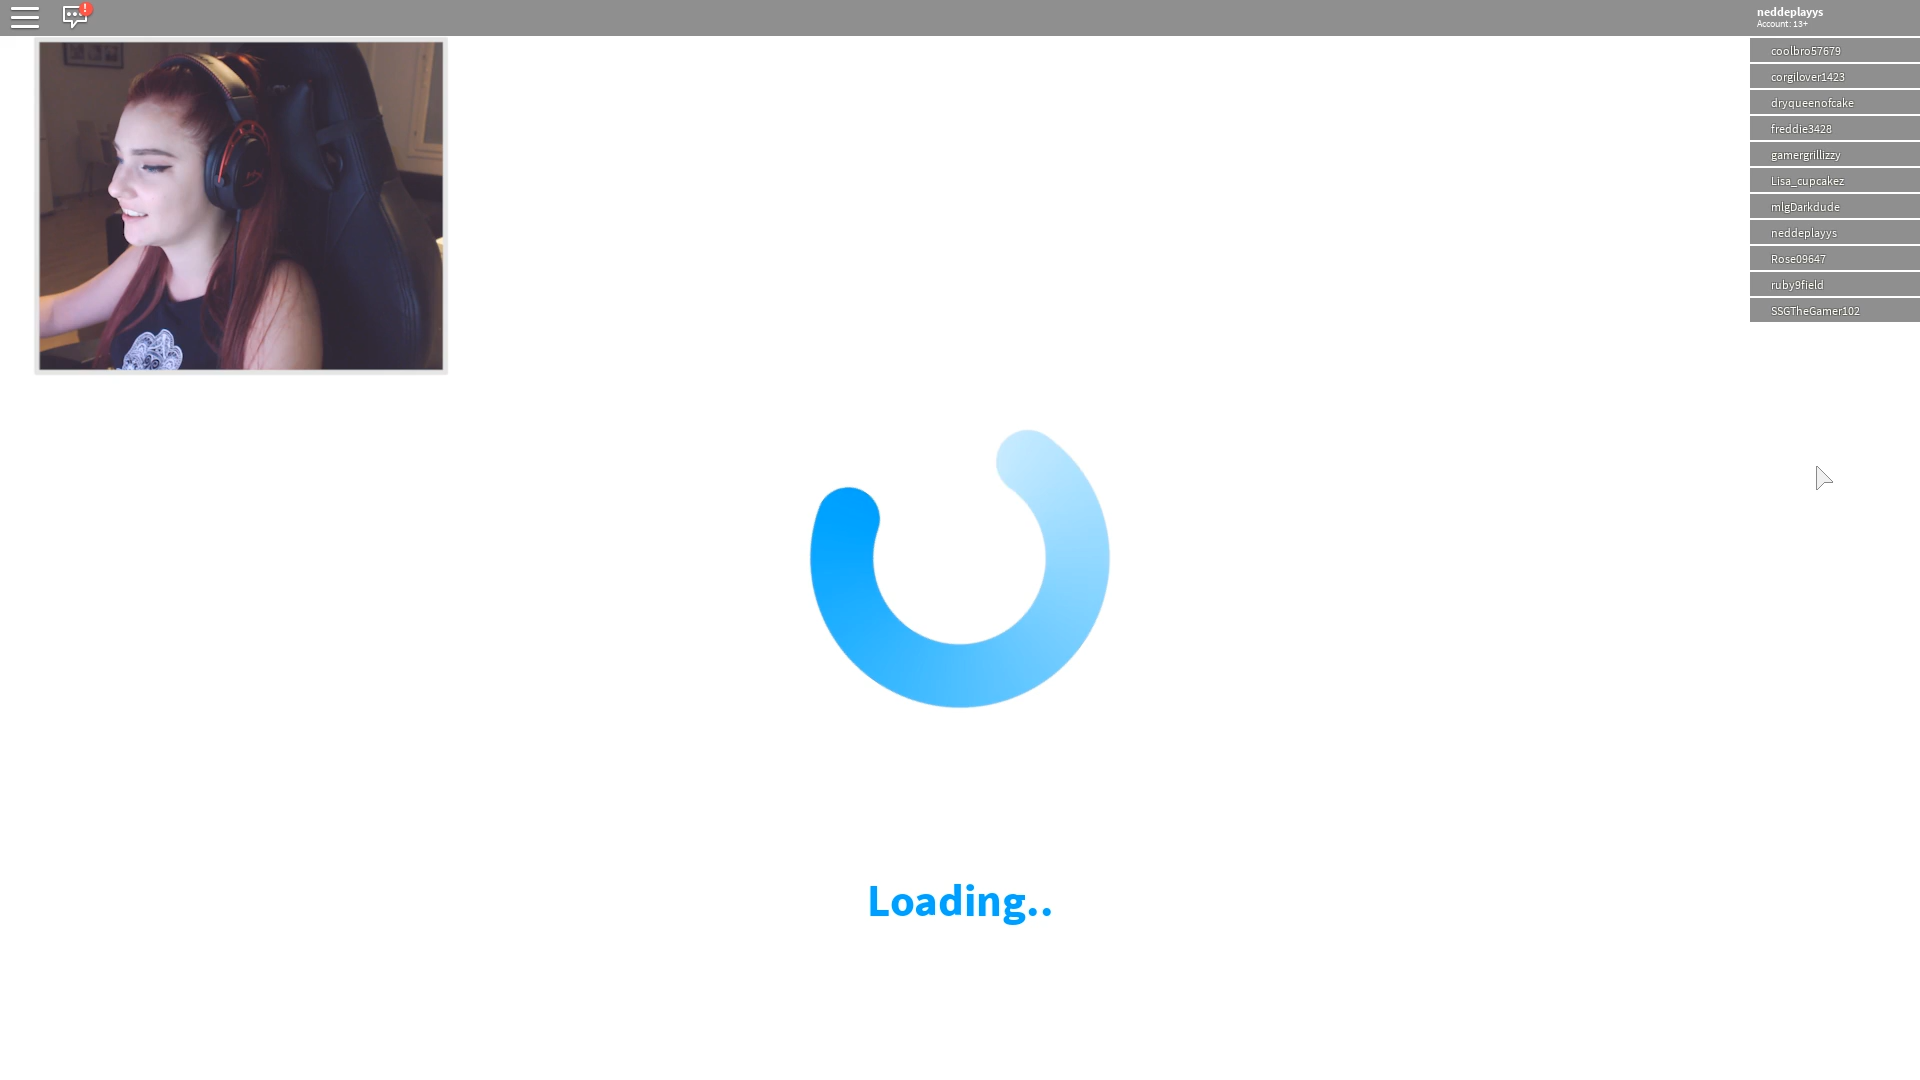 neddeplayys
Account: 13+
coolbro57679
corgilover1423
dryqueenofcake
freddie3428
gamergrillizzy
Lisa_cupcakez
mlgDarkdude
neddeplayys
Rose09647
ruby9field
SSGTheGamer102
Loading..